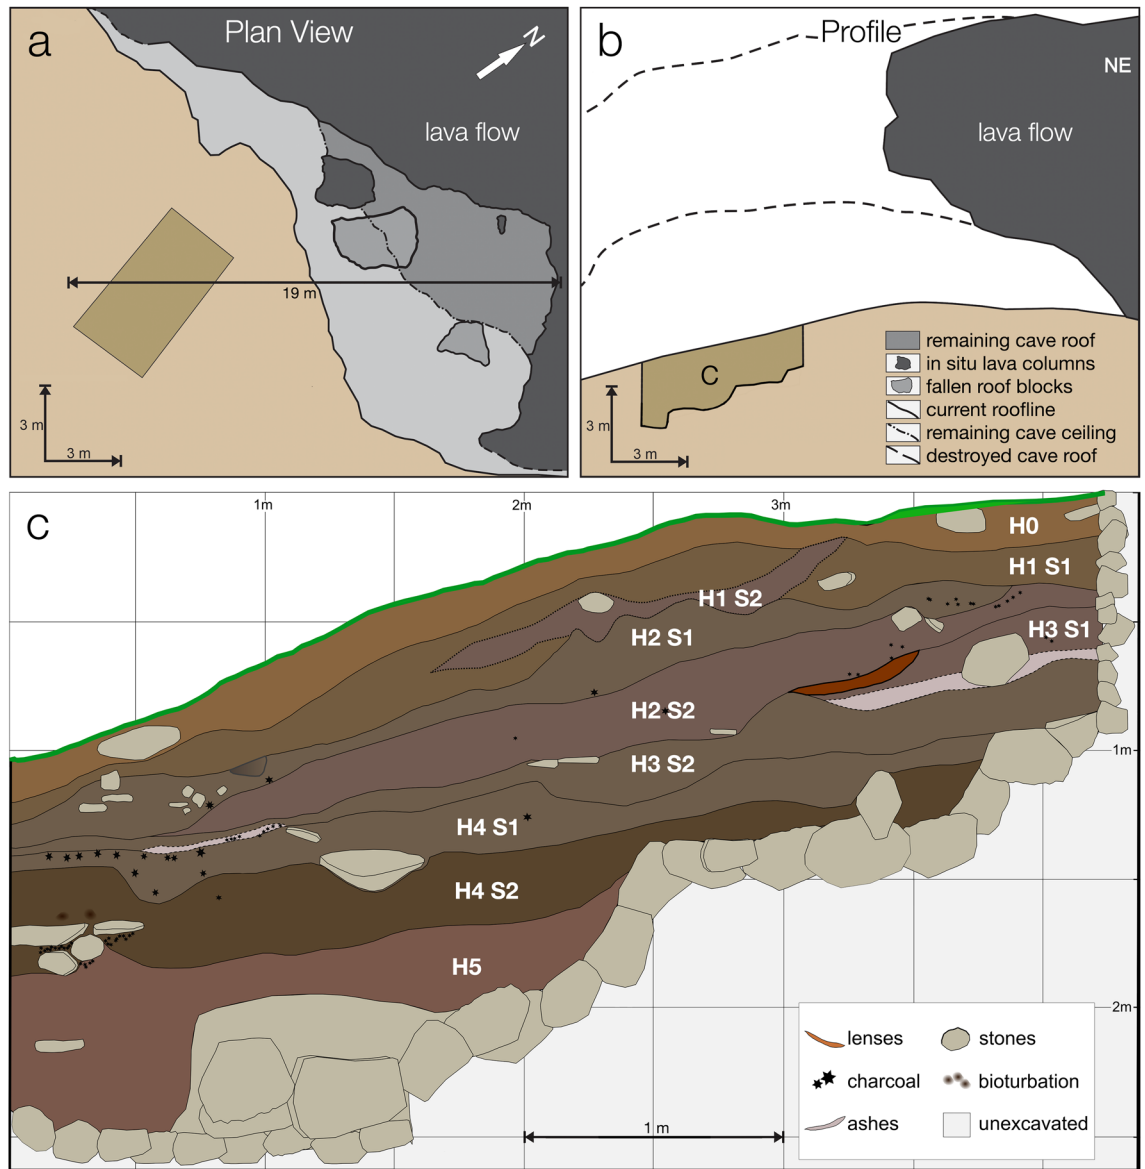 a
Plan View
N
lava flow
19 m
3 m
3 m
b
Profile
NE
lava flow
C
3 m
3 m
remaining cave roof
in situ lava columns
fallen roof blocks
current roofline
remaining cave ceiling
destroyed cave roof
C
1m
2m
3m
H0
H1 S1
H1 S2
H2 S1
H3 S1
H2 S2
1m
H3 S2
H4 S1
H4 S2
H5
2m
lenses
stones
charcoal
bioturbation
ashes
unexcavated
1 m